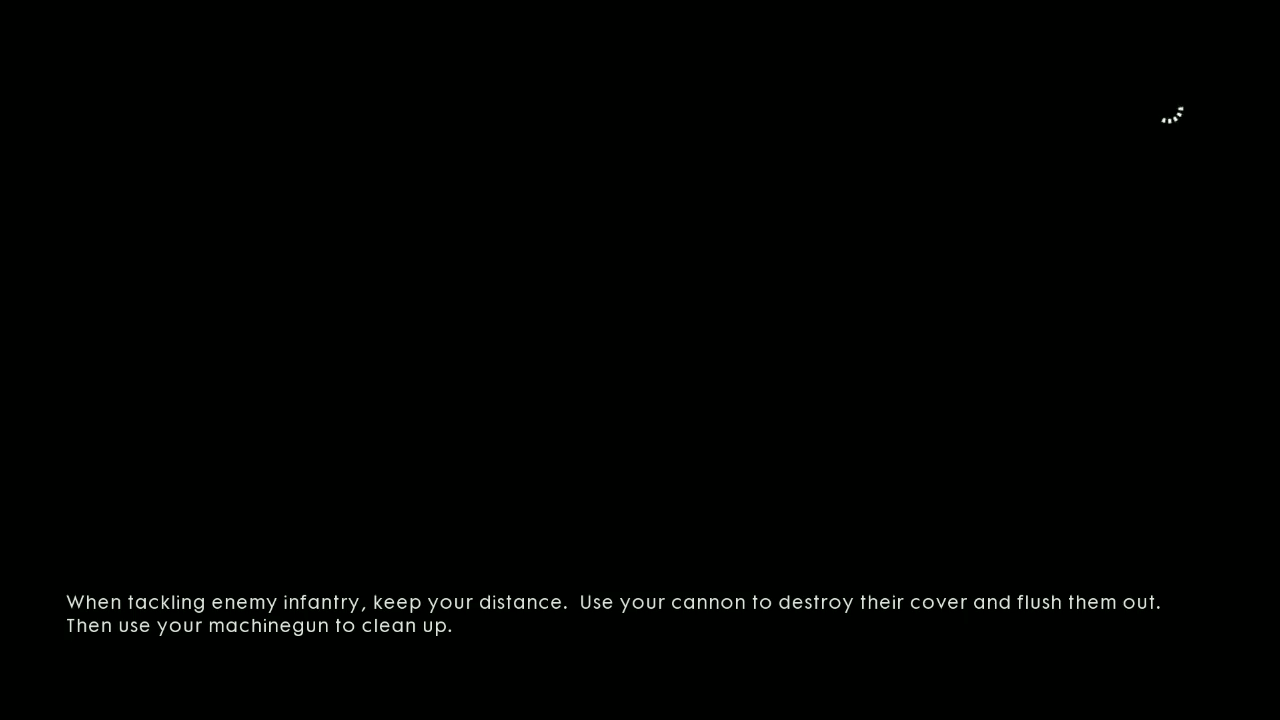 When tackling enemy infantry, keep your distance.  Use your cannon to destroy their cover and flush them out.
Then use your machinegun to clean up.